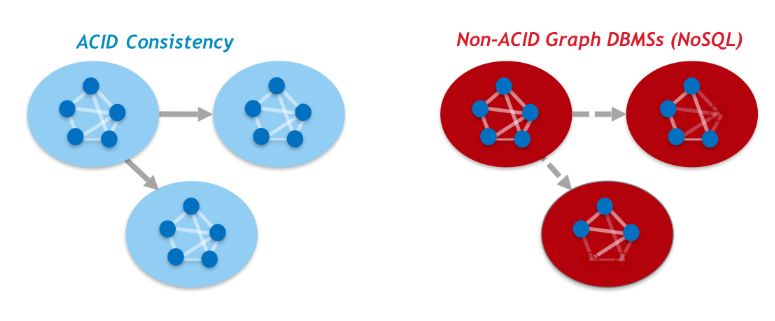 ACID Consistency
Non-ACID Graph DBMSs (NoSQL)